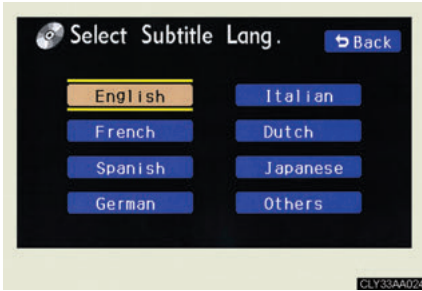 Select Subtitle Lang.
Back
English
Italian
French
Dutch
Spanish
Japanese
German
Others
CLY33AA024